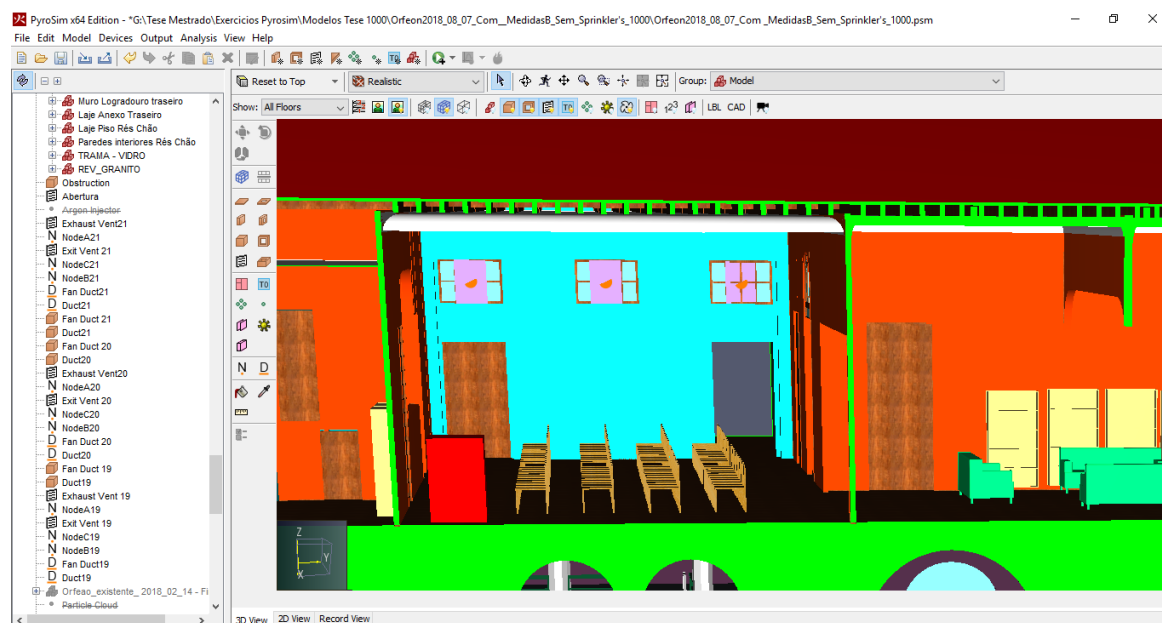 PyroSim x64 Edition - *G:\Tese Mestrado\Exercicios Pyrosim\Modelos Tese 1000\Orfeon2018_08_07_Com__MedidasB_Sem_Sprinkler's_1000\Orfeon2018_08_07_Com _MedidasB_Sem_Sprinkler's_1000.psm
File Edit Model Devices Output Analysis View Help
Reset to Top Realistic Group: Model
Show: All Floors LBL CAD
Muro Logradouro traseiro
Laje Anexo Traseiro
Laje Piso Rés Chão
Paredes interiores Rés Chão
TRAMA - VIDRO
REV_GRANITO
Obstruction
Abertura
Argon Injector
Exhaust Vent21
NodeA21
Exit Vent 21
NodeC21
NodeB21
Fan Duct21
Duct21
Fan Duct 21
Duct21
Fan Duct 20
Duct20
Exhaust Vent20
NodeA20
Exit Vent 20
NodeC20
NodeB20
Fan Duct 20
Duct20
Fan Duct 19
Duct19
Exhaust Vent 19
NodeA19
Exit Vent 19
NodeC19
NodeB19
Fan Duct19
Duct19
Orfeao_existente_ 2018_02_14 - Fi
Particle Cloud
Z
Y
X
3D View 2D View Record View